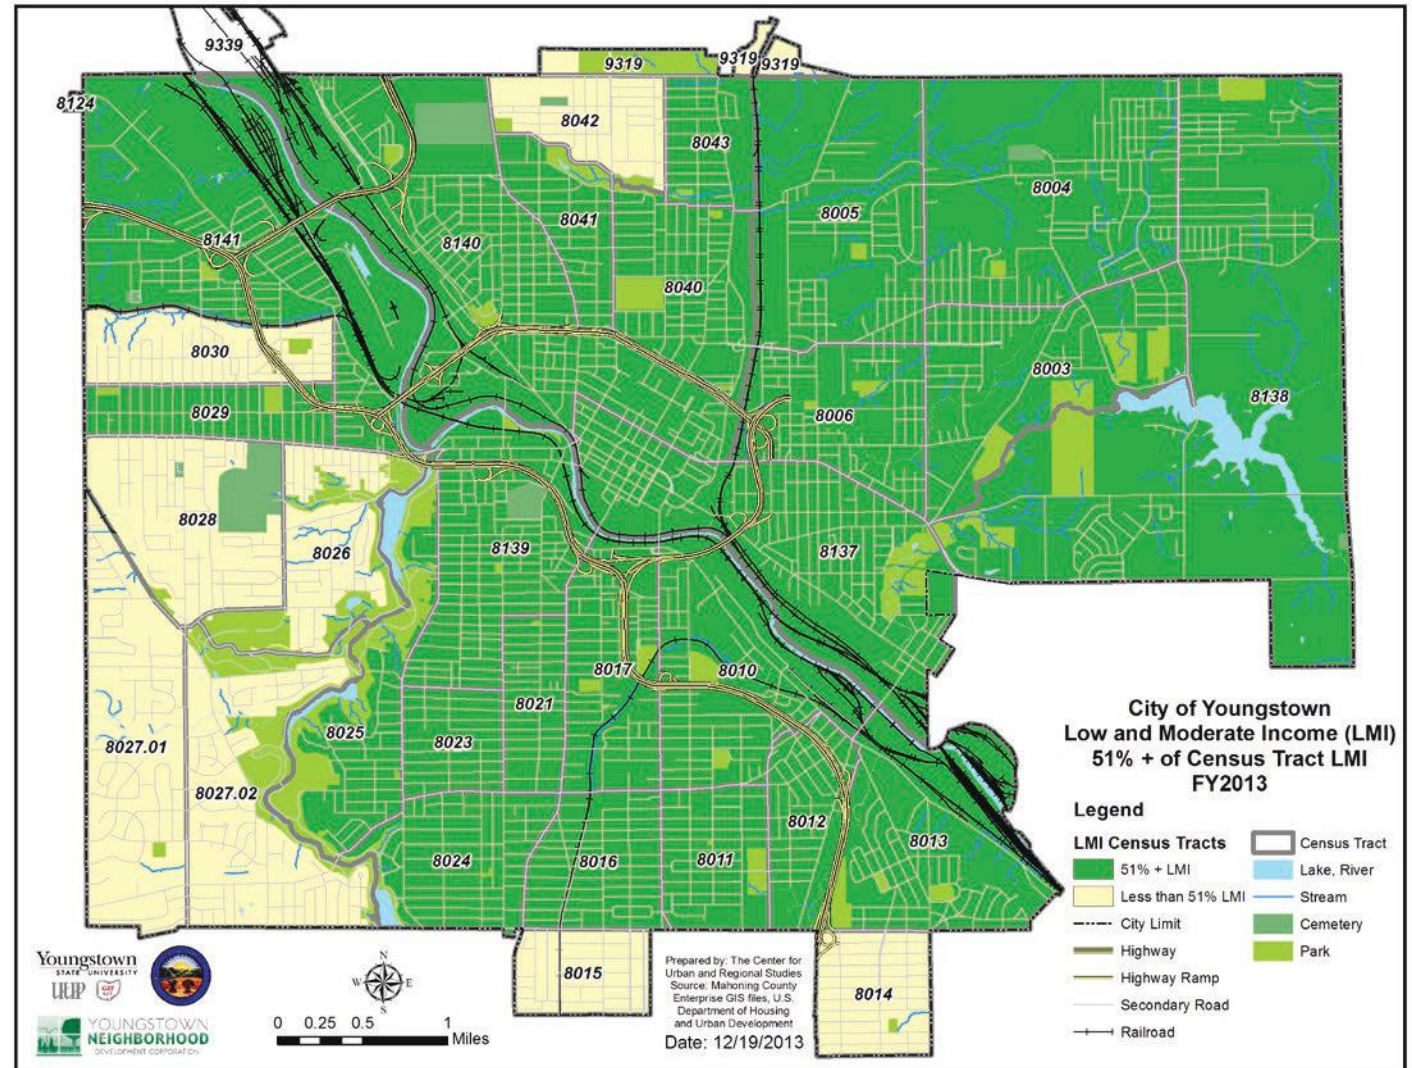 9339
9319
9319
9319
8124
8042
8043
8004
8005
8041
8141
8140
8040
8030
8003
8138
8029
8006
8028
8026
8139
8137
8017
8010
8021
8025
8023
8027.01
8027.02
8012
8013
8024
8016
8011
8015
8014
City of Youngstown
Low and Moderate Income (LMI)
51% + of Census Tract LMI
FY2013
Legend
LMI Census Tracts
51% + LMI
Less than 51% LMI
City Limit
Highway
Highway Ramp
Secondary Road
Railroad
Census Tract
Lake, River
Stream
Cemetery
Park
Youngstown
STATE UNIVERSITY
YOUNGSTOWN
NEIGHBORHOOD
DEVELOPMENT CORPORATION
N
W E
S
0 0.25 0.5 1
Miles
Prepared by: The Center for
Urban and Regional Studies
Source: Mahoning County
Enterprise GIS files, U.S.
Department of Housing
and Urban Development
Date: 12/19/2013